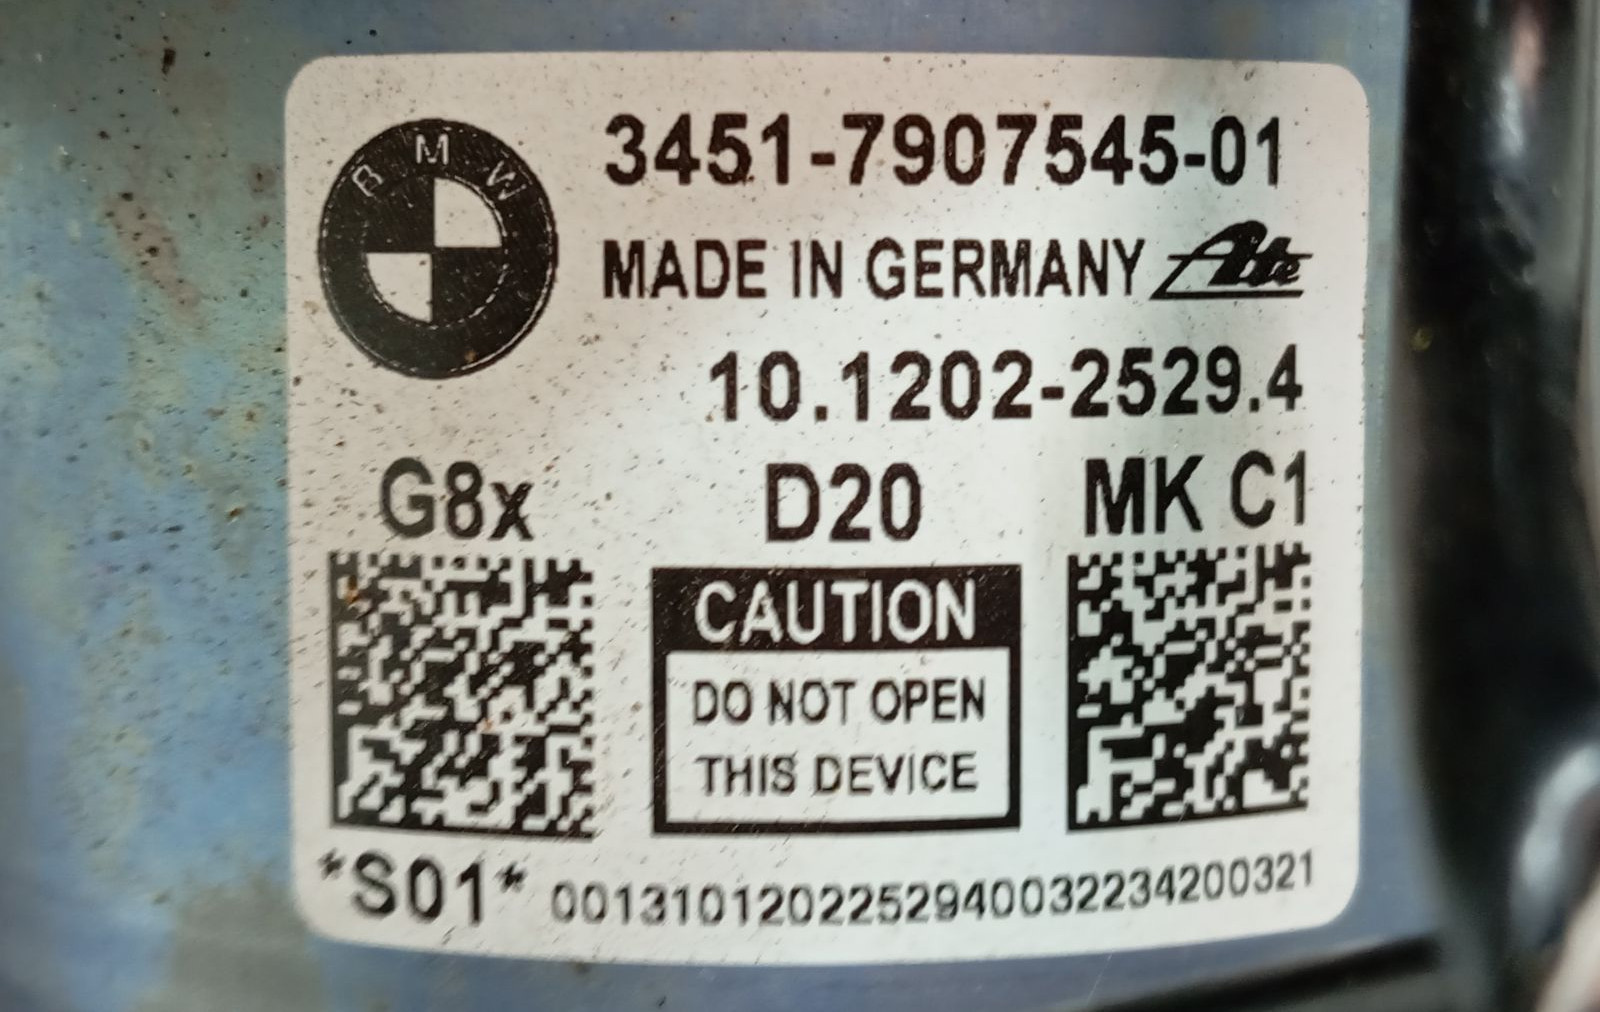 BMW
3451-7907545-01
MADE IN GERMANY Ate
10.1202-2529.4
G8x D20 MK C1
CAUTION
DO NOT OPEN
THIS DEVICE
*S01* 0013101202252940032234200321